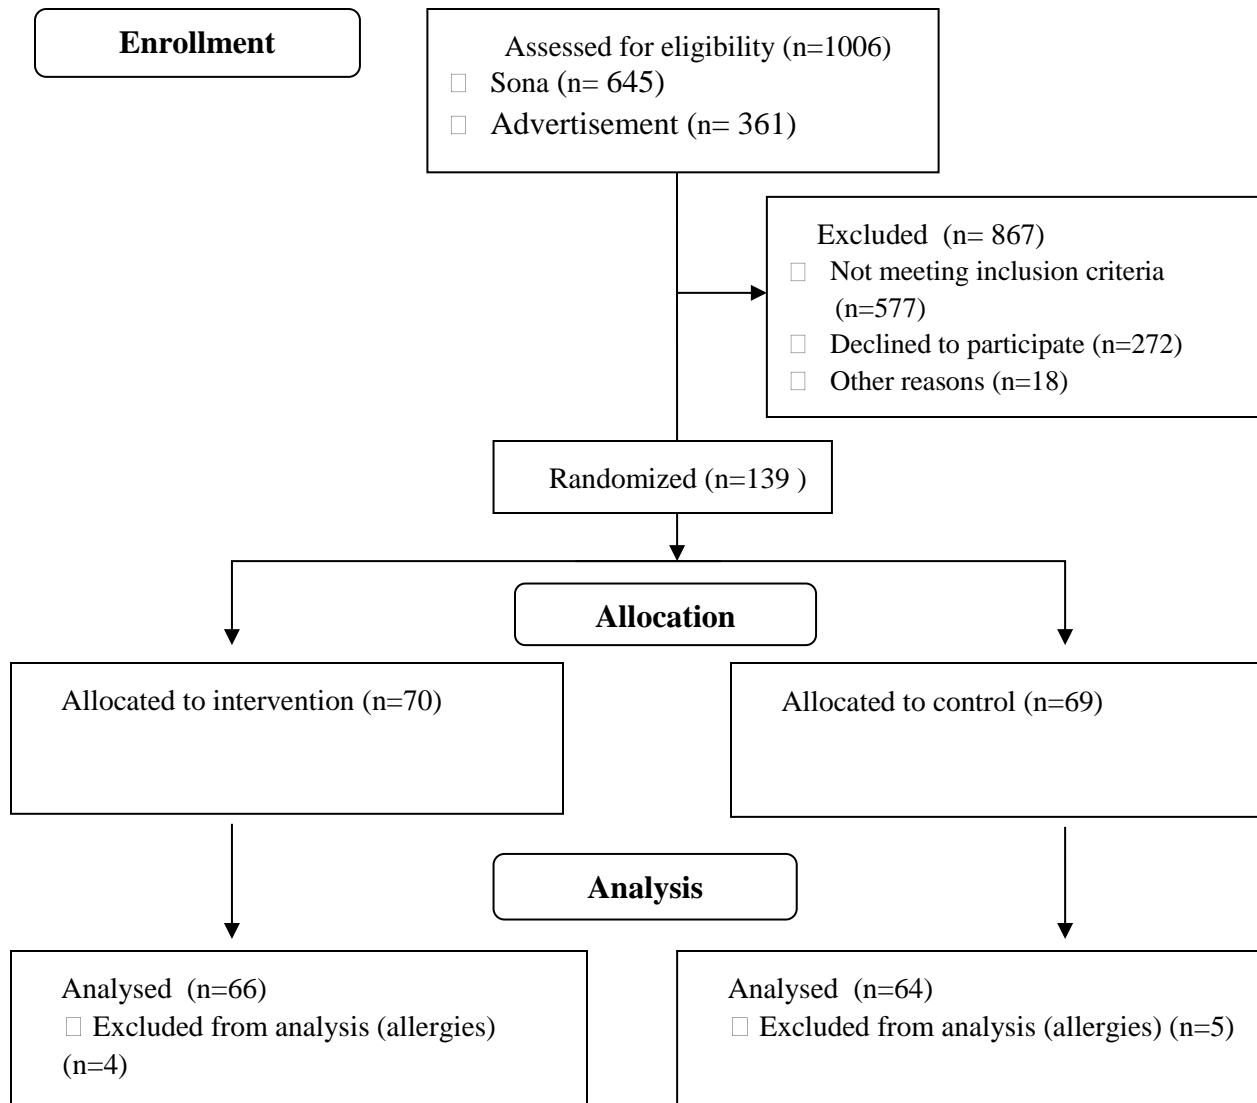 Enrollment
Assessed for eligibility (n=1006)
□ Sona (n= 645)
□ Advertisement (n= 361)
Excluded (n= 867)
□ Not meeting inclusion criteria
(n=577)
□ Declined to participate (n=272)
□ Other reasons (n=18)
Randomized (n=139 )
Allocation
Allocated to intervention (n=70)
Allocated to control (n=69)
Analysis
Analysed (n=66)
□ Excluded from analysis (allergies)
(n=4)
Analysed (n=64)
□ Excluded from analysis (allergies) (n=5)